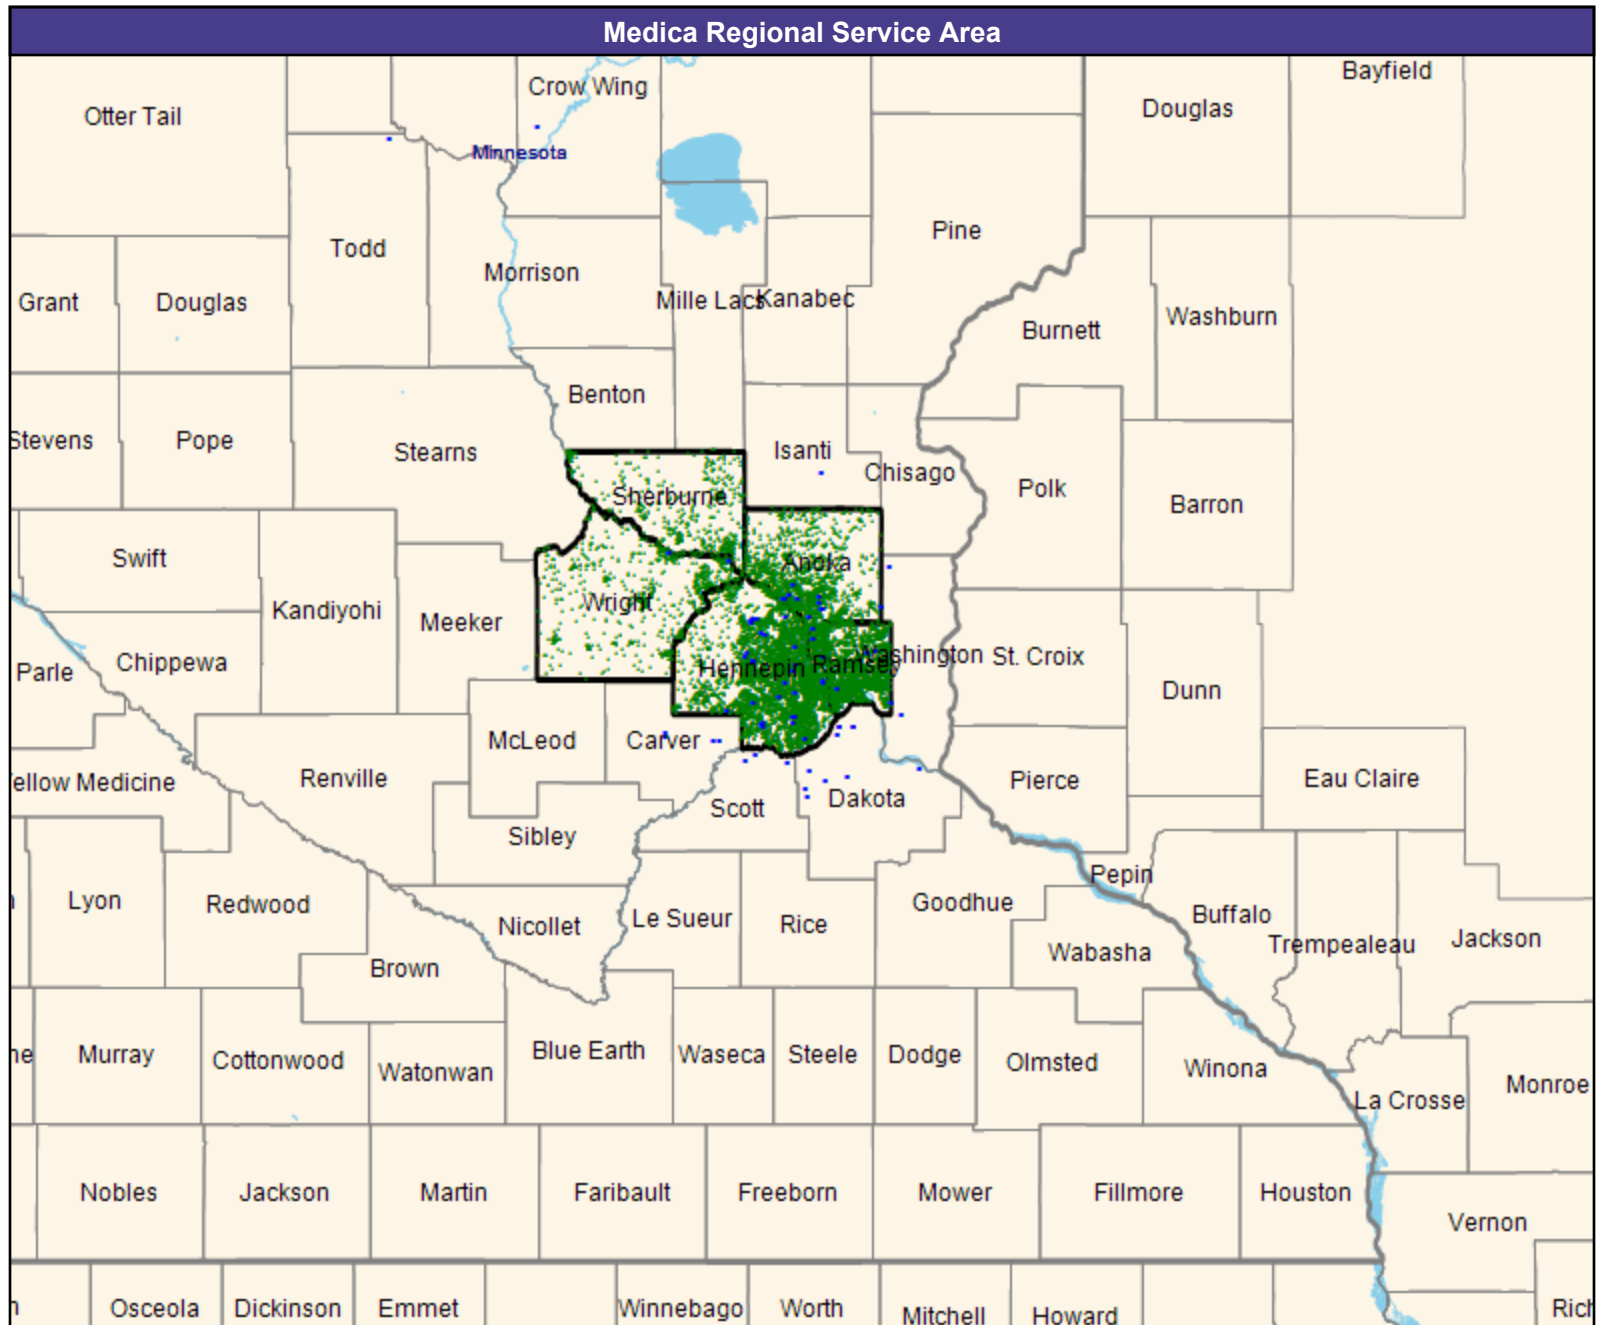 Medica Regional Service Area
Bayfield
Crow Wing
Douglas
Otter Tail
Minnesota
Pine
Todd
Morrison
Mille Lacs
Kanabec
Grant
Douglas
Washburn
Burnett
Benton
Stevens
Pope
Stearns
Isanti
Chisago
Polk
Sherburne
Barron
Swift
Anoka
Kandiyohi
Wright
Meeker
Parle
Chippewa
Hennepin
Ramsey
Washington
St. Croix
Dunn
McLeod
Carver
ellow Medicine
Renville
Pierce
Eau Claire
Scott
Dakota
Sibley
Pepin
Lyon
Redwood
Nicollet
Le Sueur
Rice
Goodhue
Buffalo
Trempealeau
Jackson
Brown
Wabasha
ne
Murray
Cottonwood
Watonwan
Blue Earth
Waseca
Steele
Dodge
Olmsted
Winona
La Crosse
Monroe
Nobles
Jackson
Martin
Faribault
Freeborn
Mower
Fillmore
Houston
Vernon
Osceola
Dickinson
Emmet
Winnebago
Worth
Mitchell
Howard
Rich